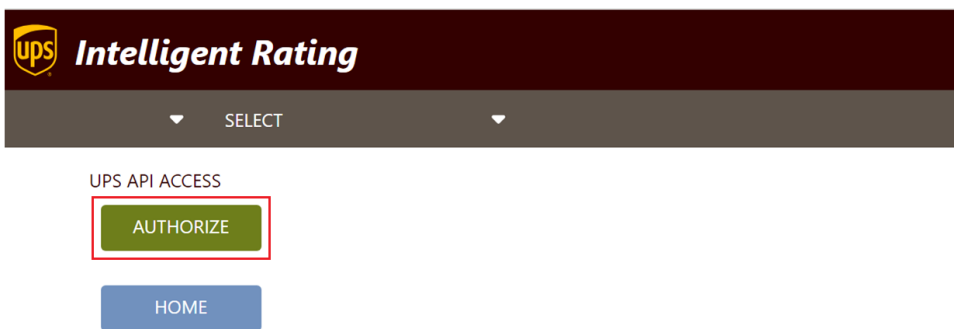 ups Intelligent Rating
SELECT
UPS API ACCESS
AUTHORIZE
HOME